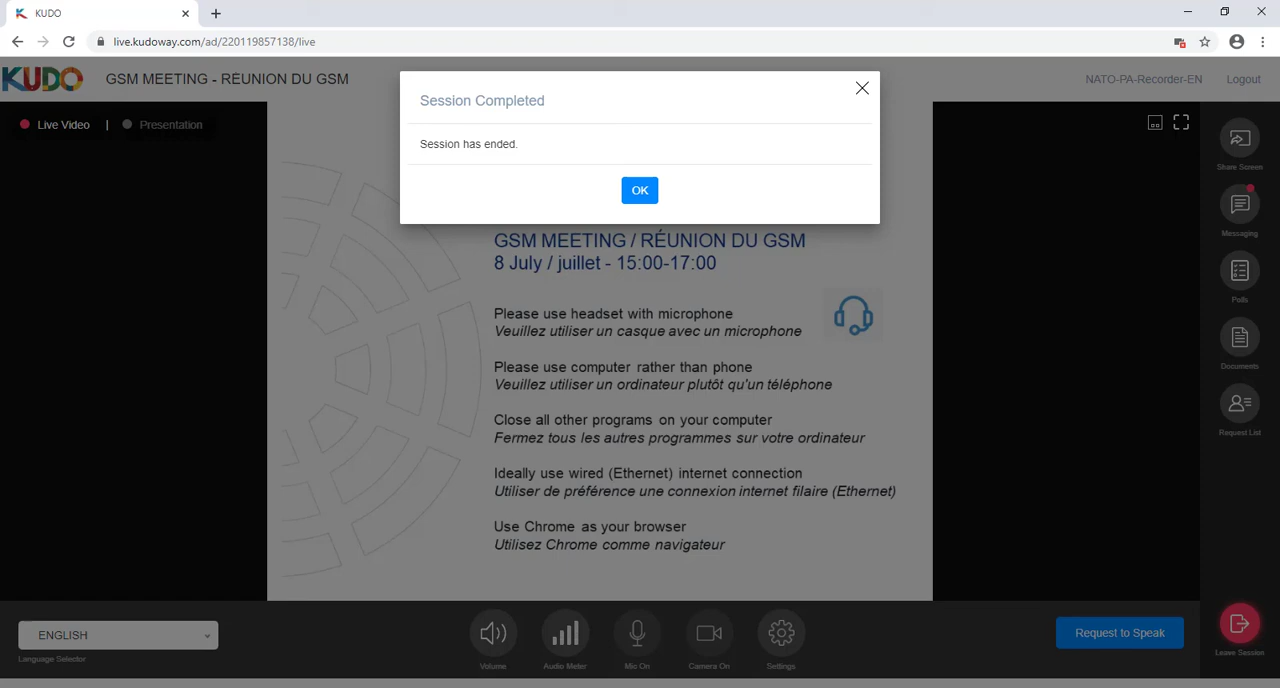 KUDO
live.kudoway.com/ad/220119857138/live
KUDO
GSM MEETING - RÉUNION DU GSM
NATO-PA-Recorder-EN
Logout
Session Completed
Session has ended.
OK
Live Video | Presentation
GSM MEETING / RÉUNION DU GSM
8 July / juillet - 15:00-17:00
Please use headset with microphone
Veuillez utiliser un casque avec un microphone
Please use computer rather than phone
Veuillez utiliser un ordinateur plutôt qu'un téléphone
Close all other programs on your computer
Fermez tous les autres programmes sur votre ordinateur
Ideally use wired (Ethernet) internet connection
Utiliser de préférence une connexion internet filaire (Ethernet)
Use Chrome as your browser
Utilisez Chrome comme navigateur
Share Screen
Messaging
Polls
Documents
Request List
ENGLISH
Language Selector
Volume
Audio Meter
Mic On
Camera On
Settings
Request to Speak
Leave Session